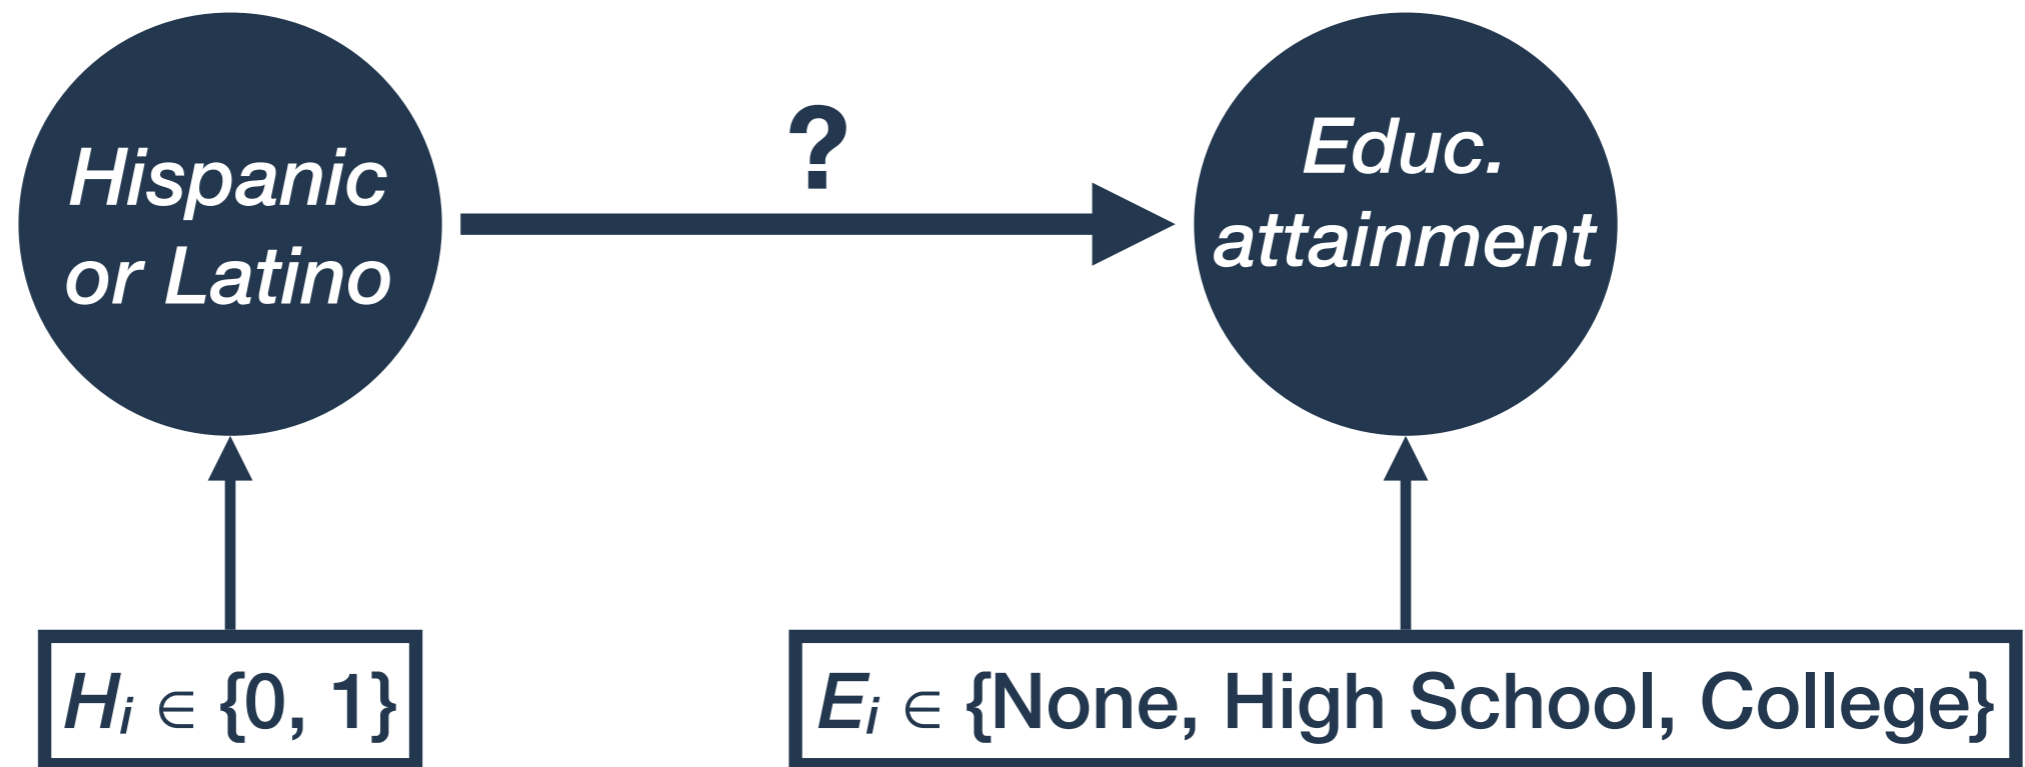 Hispanic
or Latino
?
Educ.
attainment
Hᵢ ∈ {0, 1}
Eᵢ ∈ {None, High School, College}